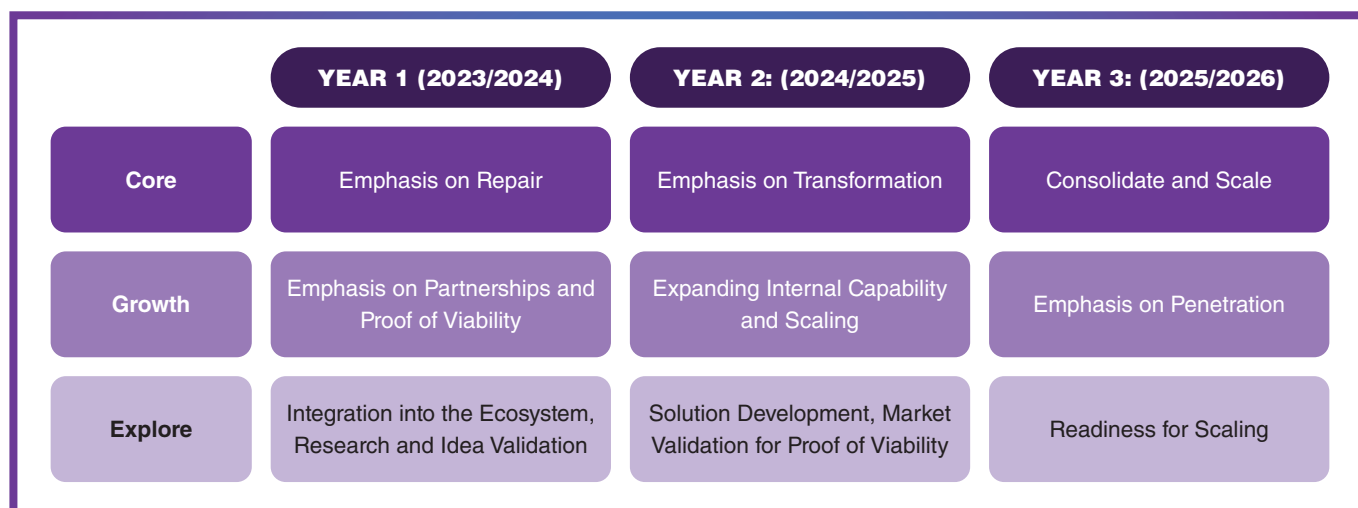 YEAR 1 (2023/2024)
YEAR 2: (2024/2025)
YEAR 3: (2025/2026)
Core
Emphasis on Repair
Emphasis on Transformation
Consolidate and Scale
Growth
Emphasis on Partnerships and
Proof of Viability
Expanding Internal Capability
and Scaling
Emphasis on Penetration
Explore
Integration into the Ecosystem,
Research and Idea Validation
Solution Development, Market
Validation for Proof of Viability
Readiness for Scaling